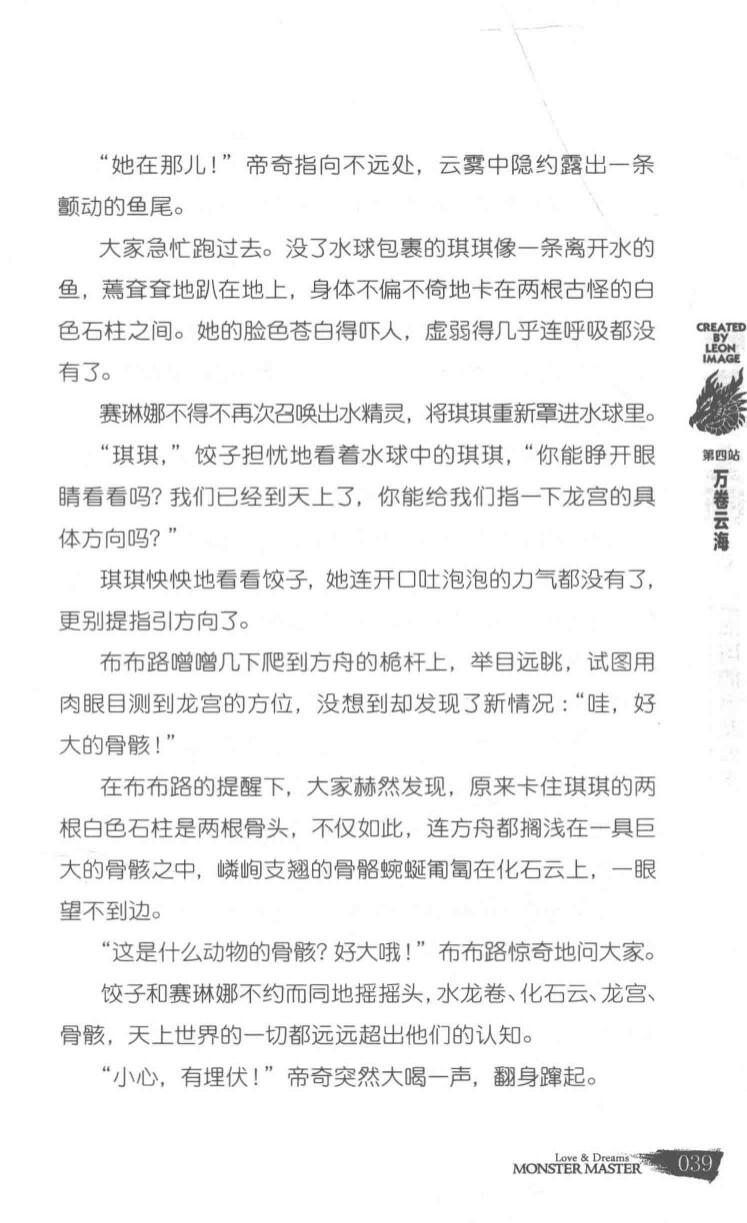 “她在那儿！”帝奇指向不远处，云雾中隐约露出一条
颤动的鱼尾。
大家急忙跑过去。没了水球包裹的琪琪像一条离开水的
鱼，蔫耷耷地趴在地上，身体不偏不倚地卡在两根古怪的白
色石柱之间。她的脸色苍白得吓人，虚弱得几乎连呼吸都没
有了。
赛琳娜不得不再次召唤出水精灵，将琪琪重新罩进水球里。
“琪琪，”饺子担忧地看着水球中的琪琪，“你能睁开眼
睛看看吗？我们已经到天上了，你能给我们指一下龙宫的具
体方向吗？”
琪琪怏怏地看看饺子，她连开口吐泡泡的力气都没有了，
更别提指引方向了。
布布路噌噌几下爬到方舟的桅杆上，举目远眺，试图用
肉眼目测到龙宫的方位，没想到却发现了新情况：“哇，好
大的骨骸！”
在布布路的提醒下，大家赫然发现，原来卡住琪琪的两
根白色石柱是两根骨头，不仅如此，连方舟都搁浅在一具巨
大的骨骸之中，嶙峋支翘的骨骼蜿蜒匍匐在化石云上，一眼
望不到边。
“这是什么动物的骨骸？好大哦！”布布路惊奇地问大家。
饺子和赛琳娜不约而同地摇摇头，水龙卷、化石云、龙宫、
骨骸，天上世界的一切都远远超出他们的认知。
“小心，有埋伏！”帝奇突然大喝一声，翻身蹿起。
CREATED
BY
LEON
IMAGE
第四站
万卷云海
Love & Dreams
MONSTER MASTER
039